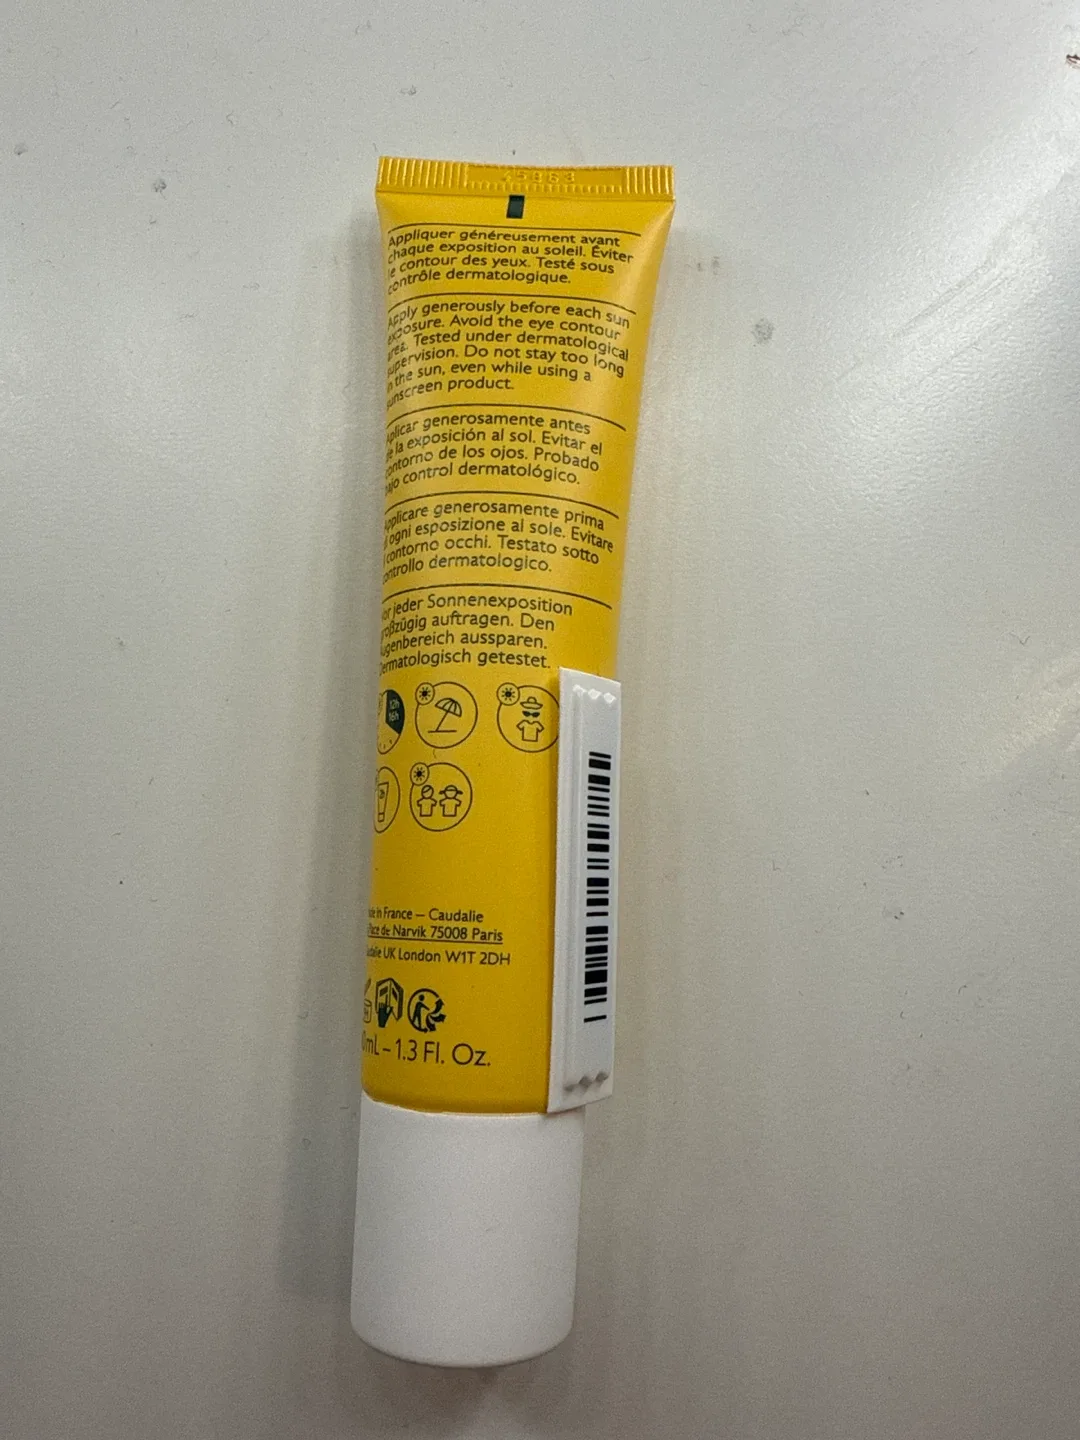 Appliquer généreusement avant
chaque exposition au soleil. Éviter
le contour des yeux. Testé sous
contrôle dermatologique.
Apply generously before each sun
exposure. Avoid the eye contour
area. Tested under dermatological
supervision. Do not stay too long
in the sun, even while using a
sunscreen product.
Aplicar generosamente antes
de la exposición al sol. Evitar el
contorno de los ojos. Probado
bajo control dermatológico.
Applicare generosamente prima
di ogni esposizione al sole. Evitare
il contorno occhi. Testato sotto
controllo dermatologico.
Vor jeder Sonnenexposition
großzügig auftragen. Den
Augenbereich aussparen.
Dermatologisch getestet.
12h
16h
2h
Made in France – Caudalie
Place de Narvik 75008 Paris
Caudalie UK London W1T 2DH
mL – 1.3 Fl. Oz.